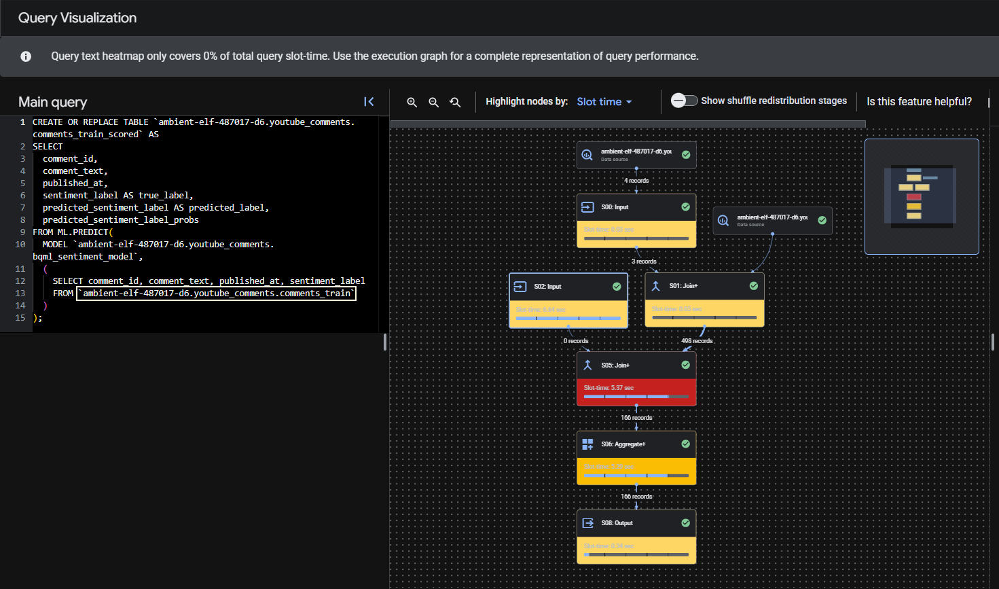 Query Visualization
Query text heatmap only covers 0% of total query slot-time. Use the execution graph for a complete representation of query performance.
Main query
1 CREATE OR REPLACE TABLE `ambient-elf-487017-d6.youtube_comments.
comments_train_scored` AS
2 SELECT
3 comment_id,
4 comment_text,
5 published_at,
6 sentiment_label AS true_label,
7 predicted_sentiment_label AS predicted_label,
8 predicted_sentiment_label_probs
9 FROM ML.PREDICT(
10 MODEL `ambient-elf-487017-d6.youtube_comments.
bqml_sentiment_model`,
11 (
12 SELECT comment_id, comment_text, published_at, sentiment_label
13 FROM `ambient-elf-487017-d6.youtube_comments.comments_train`
14 )
15 );
Highlight nodes by: Slot time
Show shuffle redistribution stages
Is this feature helpful?
ambient-elf-487017-d6.you
Data source
4 records
S00: Input
Slot-time: 0.03 sec
ambient-elf-487017-d6.you
Data source
3 records
S02: Input
Slot-time: 6.64 sec
S01: Join+
Slot-time: 0.05 sec
0 records
498 records
S05: Join+
Slot-time: 5.37 sec
166 records
S06: Aggregate+
166 records
S08: Output
Slot-time: 0.34 sec